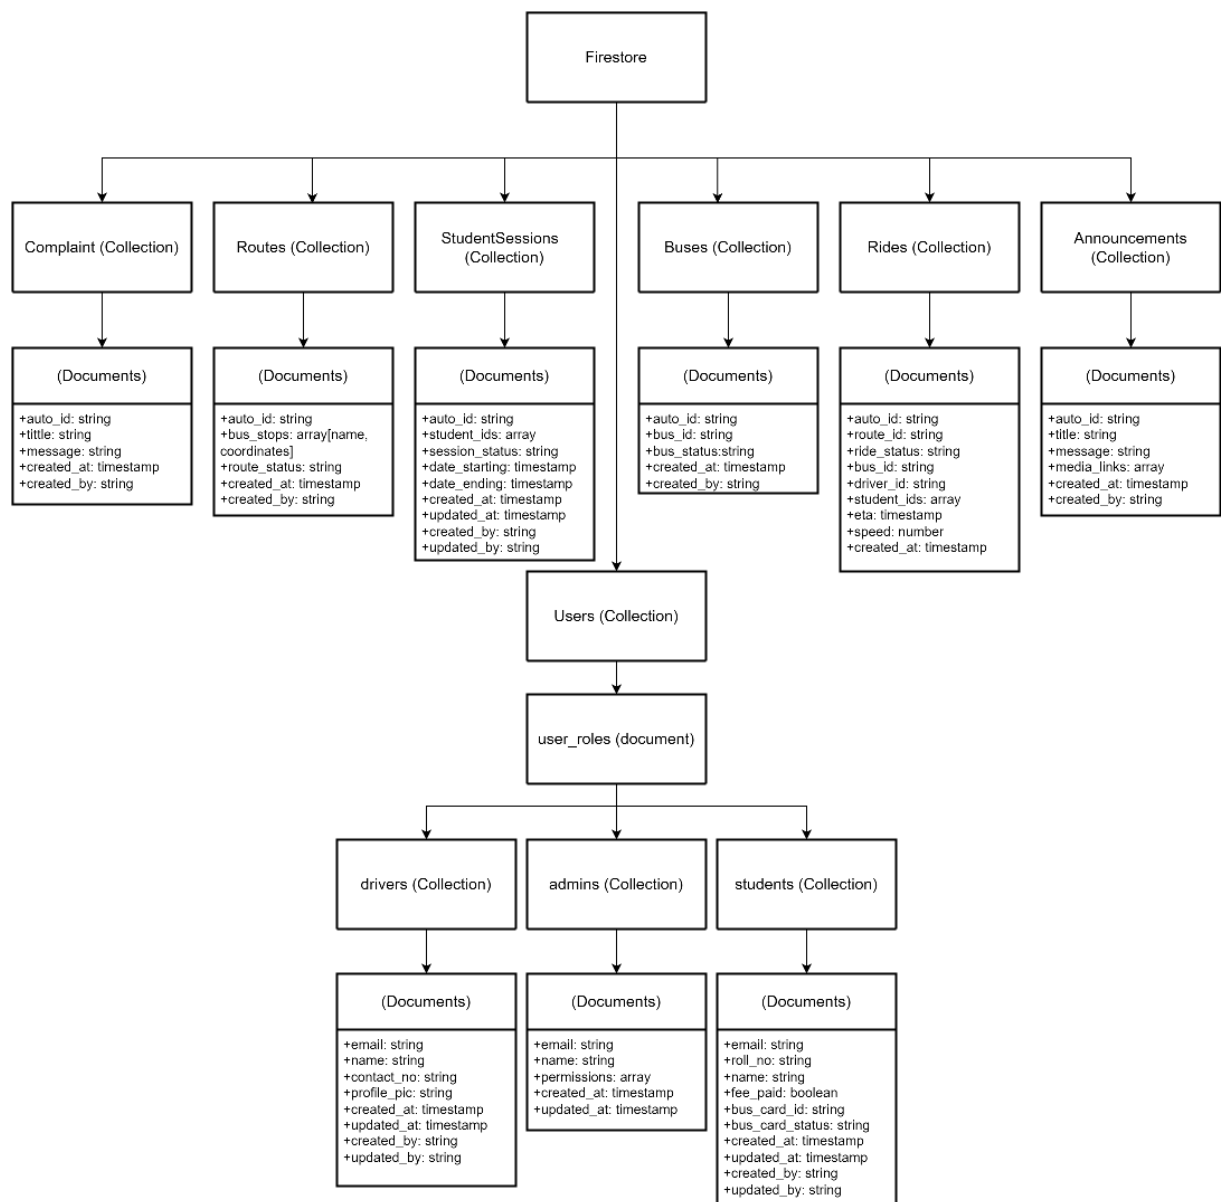 Firestore
Complaint (Collection)
Routes (Collection)
StudentSessions
(Collection)
Buses (Collection)
Rides (Collection)
Announcements
(Collection)
(Documents)
+auto_id: string
+tittle: string
+message: string
+created_at: timestamp
+created_by: string
(Documents)
+auto_id: string
+bus_stops: array[name,
coordinates]
+route_status: string
+created_at: timestamp
+created_by: string
(Documents)
+auto_id: string
+student_ids: array
+session_status: string
+date_starting: timestamp
+date_ending: timestamp
+created_at: timestamp
+updated_at: timestamp
+created_by: string
+updated_by: string
(Documents)
+auto_id: string
+bus_id: string
+bus_status:string
+created_at: timestamp
+created_by: string
(Documents)
+auto_id: string
+route_id: string
+ride_status: string
+bus_id: string
+driver_id: string
+student_ids: array
+eta: timestamp
+speed: number
+created_at: timestamp
(Documents)
+auto_id: string
+title: string
+message: string
+media_links: array
+created_at: timestamp
+created_by: string
Users (Collection)
user_roles (document)
drivers (Collection)
admins (Collection)
students (Collection)
(Documents)
+email: string
+name: string
+contact_no: string
+profile_pic: string
+created_at: timestamp
+updated_at: timestamp
+created_by: string
+updated_by: string
(Documents)
+email: string
+name: string
+permissions: array
+created_at: timestamp
+updated_at: timestamp
(Documents)
+email: string
+roll_no: string
+name: string
+fee_paid: boolean
+bus_card_id: string
+bus_card_status: string
+created_at: timestamp
+updated_at: timestamp
+created_by: string
+updated_by: string